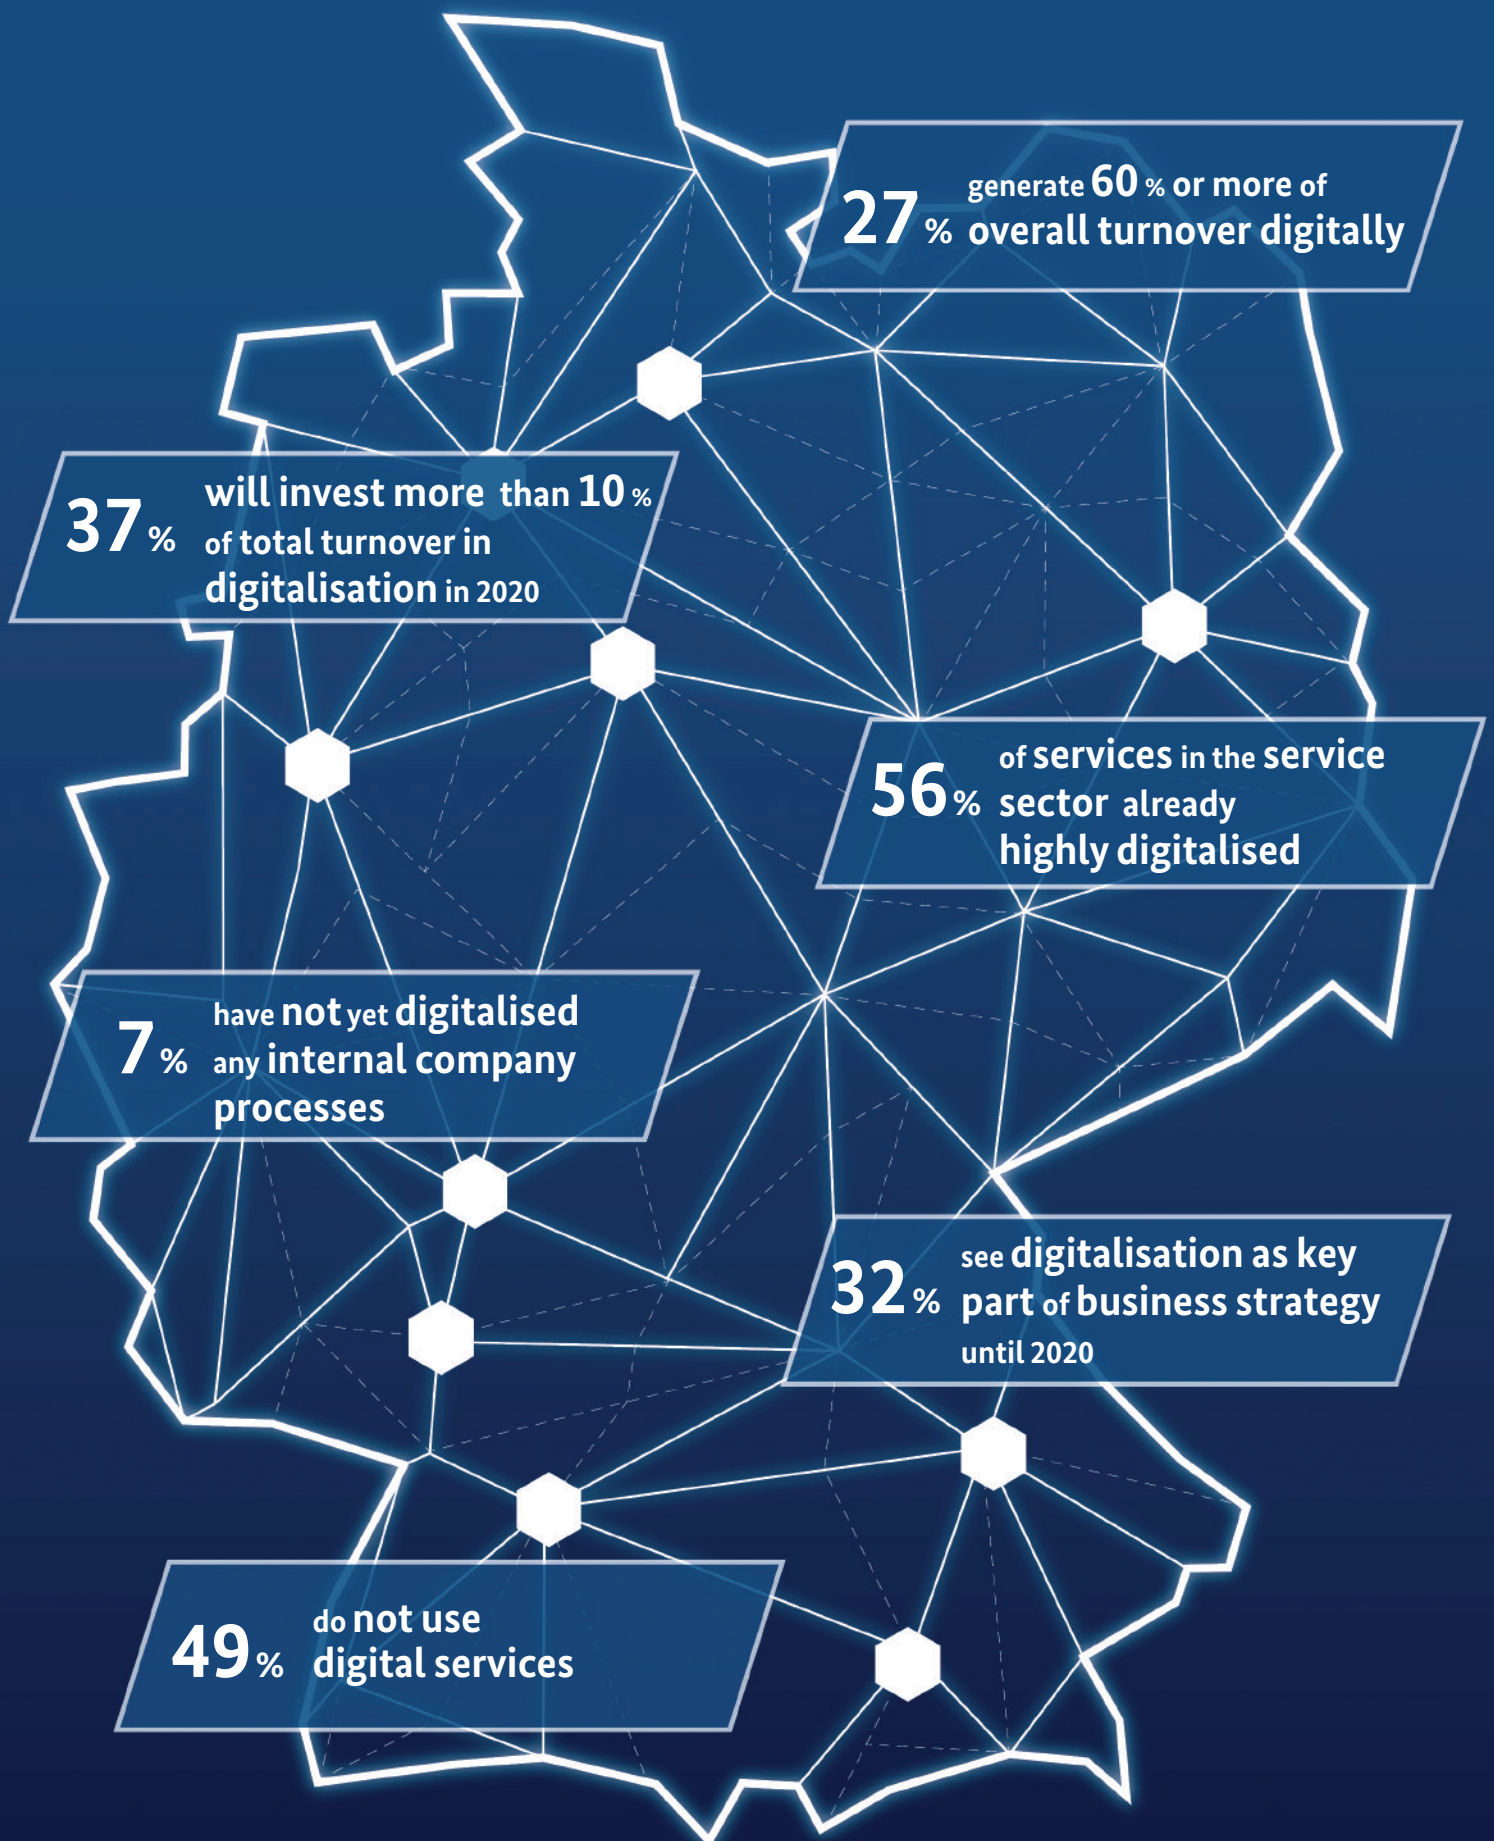 27 % generate 60 % or more of
overall turnover digitally
37 % will invest more than 10 %
of total turnover in
digitalisation in 2020
56 % of services in the service
sector already
highly digitalised
7 % have not yet digitalised
any internal company
processes
32 % see digitalisation as key
part of business strategy
until 2020
49 % do not use
digital services